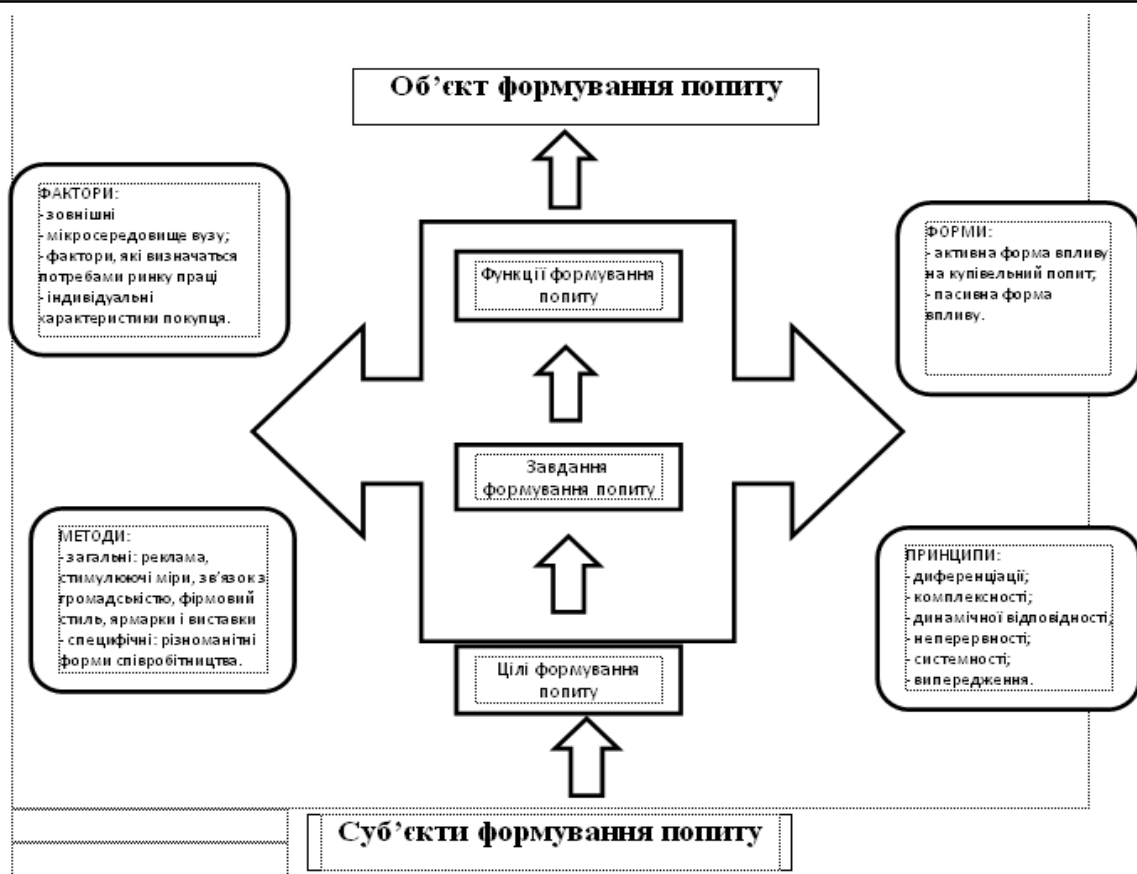 Об’єкт формування попиту
ФАКТОРИ:
- зовнішні
- мікросередовище вузу;
- фактори, які визначаться
потребами ринку праці
- індивідуальні
характеристики покупця.
ФОРМИ:
- активна форма впливу
на купівельний попит;
- пасивна форма
впливу.
Функції формування
попиту
Завдання
формування попиту
МЕТОДИ:
- загальні: реклама,
стимулюючі міри, зв’язок з
громадськістю, фірмовий
стиль, ярмарки і виставки
- специфічні: різноманітні
форми співробітництва.
ПРИНЦИПИ:
- диференціації;
- комплексності;
- динамічної відповідності;
- неперервності;
- системності;
- випередження.
Цілі формування
попиту
Суб’єкти формування попиту